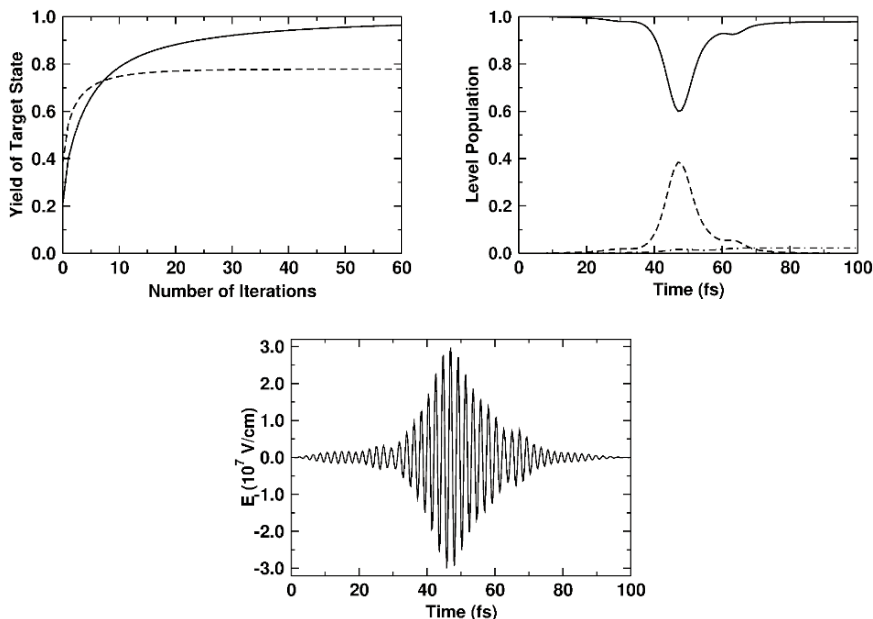 Yield of Target State
1.0
0.8
0.6
0.4
0.2
0.0
0 10 20 30 40 50 60
Number of Iterations
Level Population
1.0
0.8
0.6
0.4
0.2
0.0
0 20 40 60 80 100
Time (fs)
E (10⁷ V/cm)
3.0
1.0
0.0
-1.0
-2.0
-3.0
0 20 40 60 80 100
Time (fs)